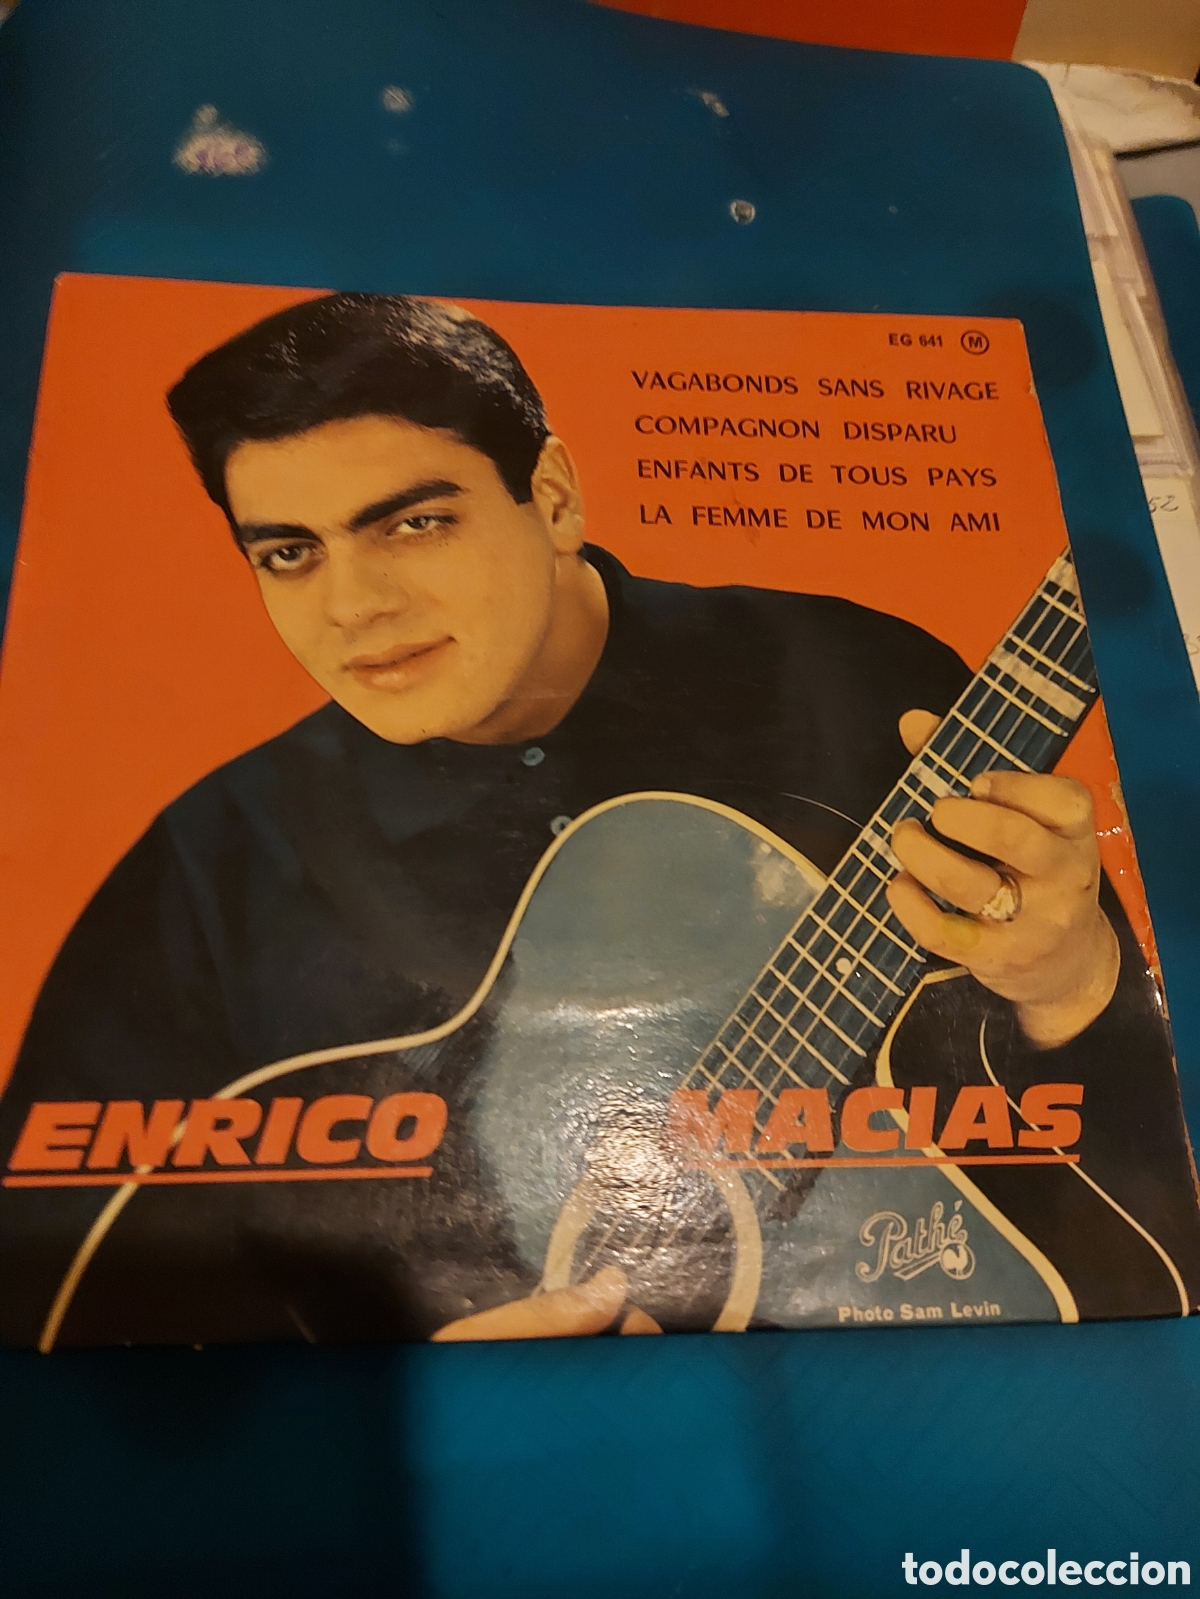 EG 641 M
VAGABONDS SANS RIVAGE
COMPAGNON DISPARU
ENFANTS DE TOUS PAYS
LA FEMME DE MON AMI
ENRICO MACIAS
Pathé
Photo Sam Levin
52
todocoleccion